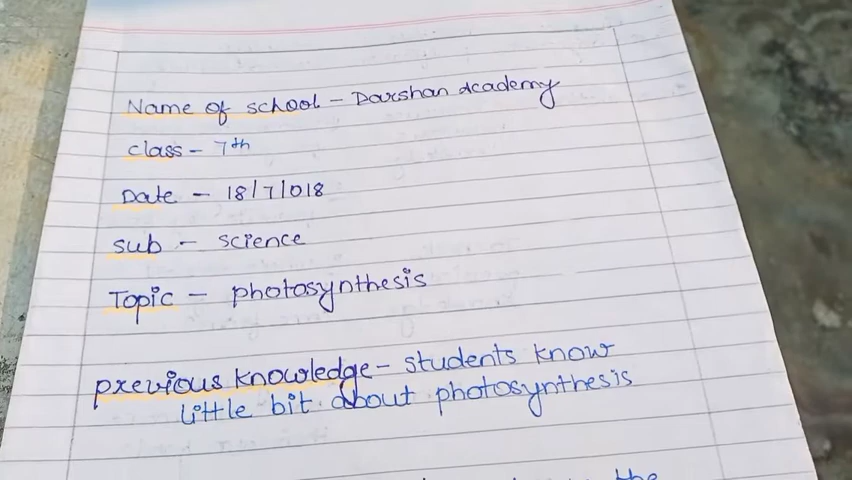 Name of school - Darshan Academy
class - 7th
Date - 18/7/018
sub - science
Topic - photosynthesis
previous knowledge - students know
little bit about photosynthesis
the